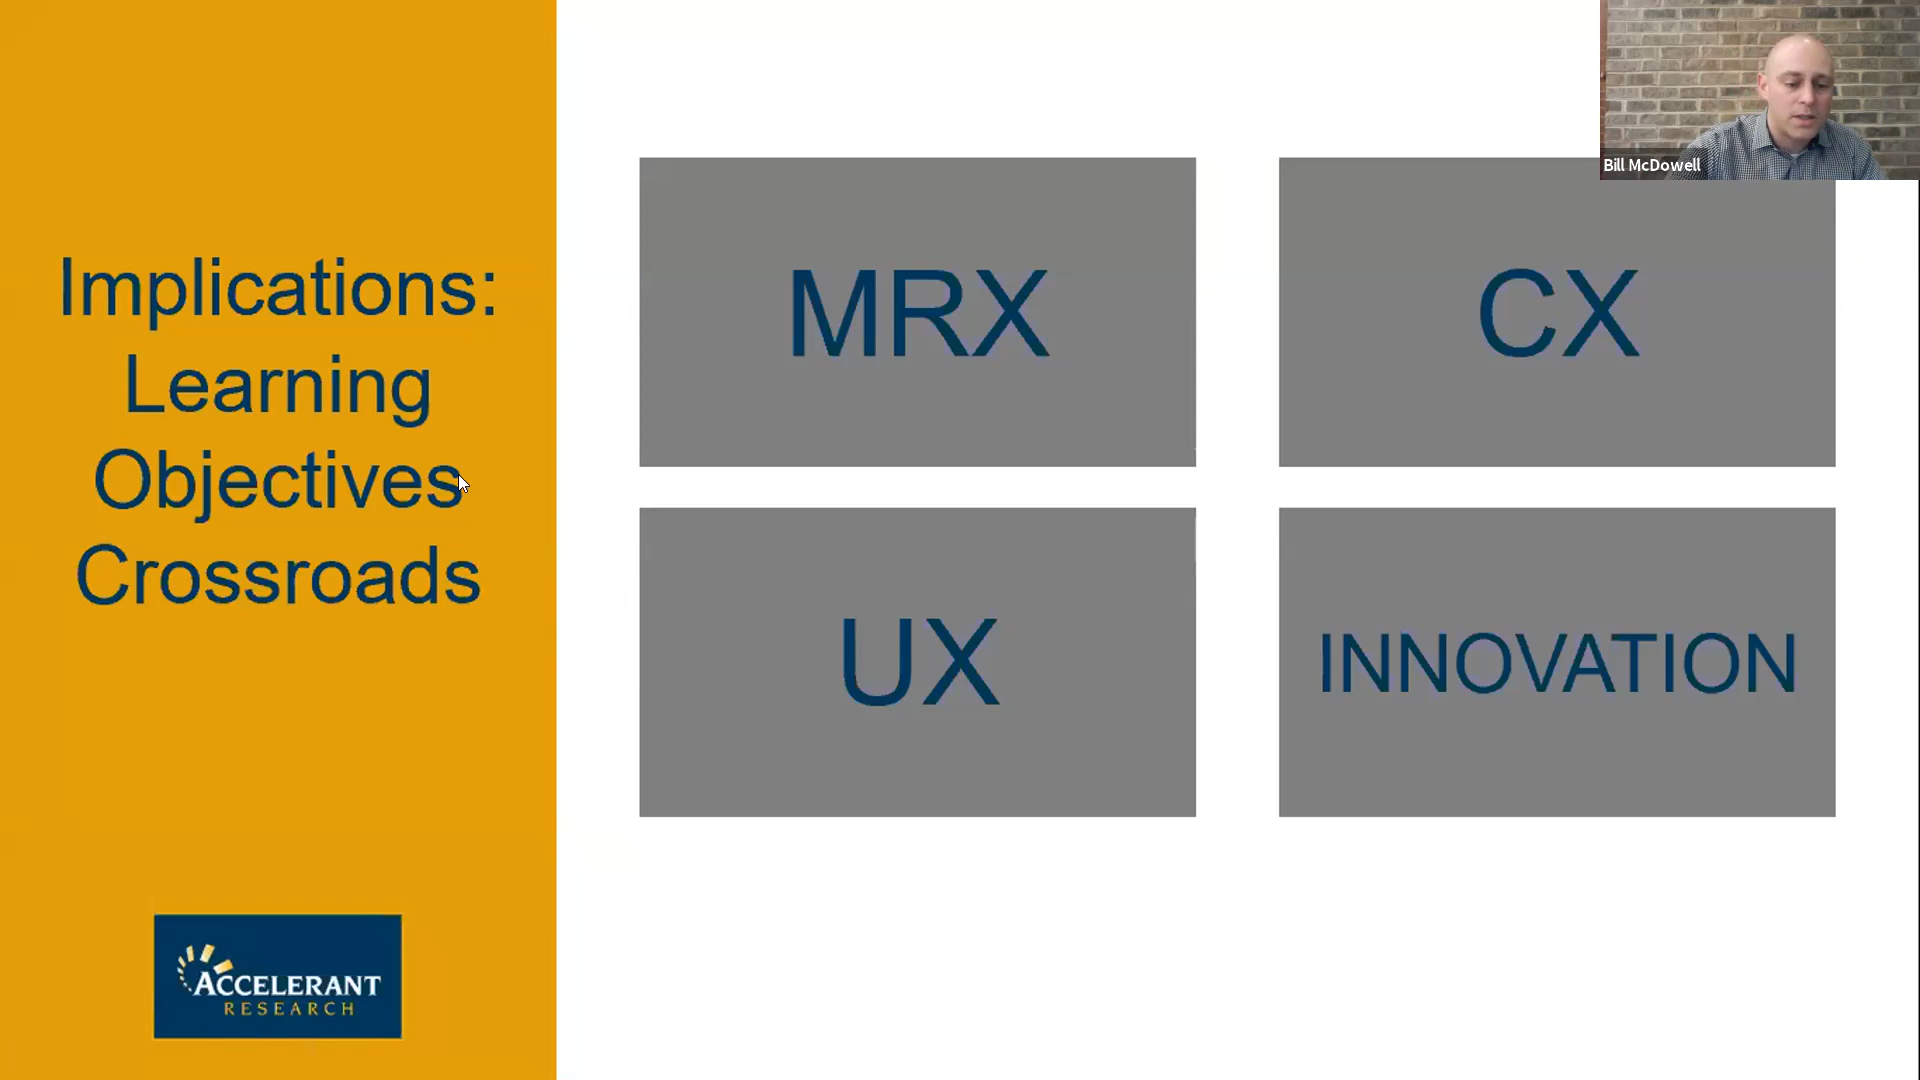 Implications:
Learning
Objectives
Crossroads
MRX
CX
UX
INNOVATION
Bill McDowell
ACCELERANT
RESEARCH